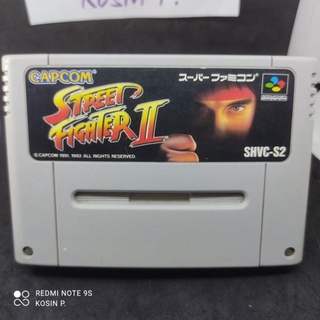 KOSIN P.
CAPCOM
スーパーファミコン
STREET
FIGHTER II
©CAPCOM 1991, 1992 ALL RIGHTS RESERVED.
SHVC-S2
REDMI NOTE 9S
KOSIN P.